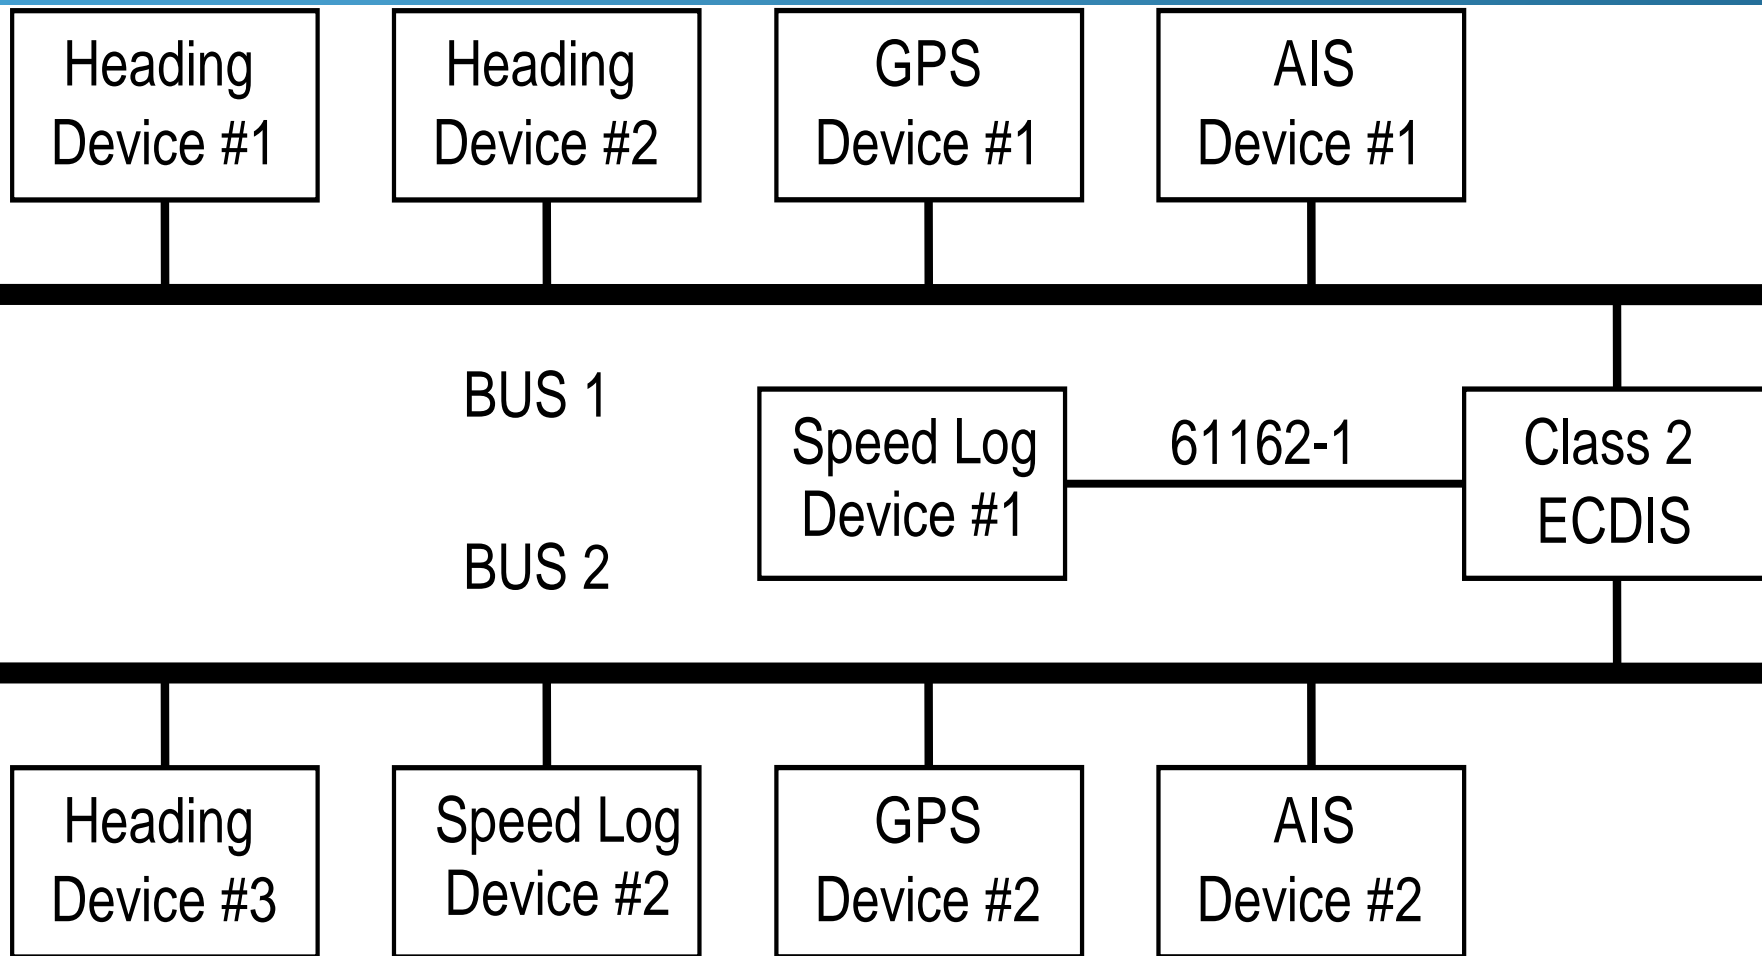 Heading
Device #1
Heading
Device #2
GPS
Device #1
AIS
Device #1
BUS 1
Speed Log
Device #1
61162-1
Class 2
ECDIS
BUS 2
Heading
Device #3
Speed Log
Device #2
GPS
Device #2
AIS
Device #2